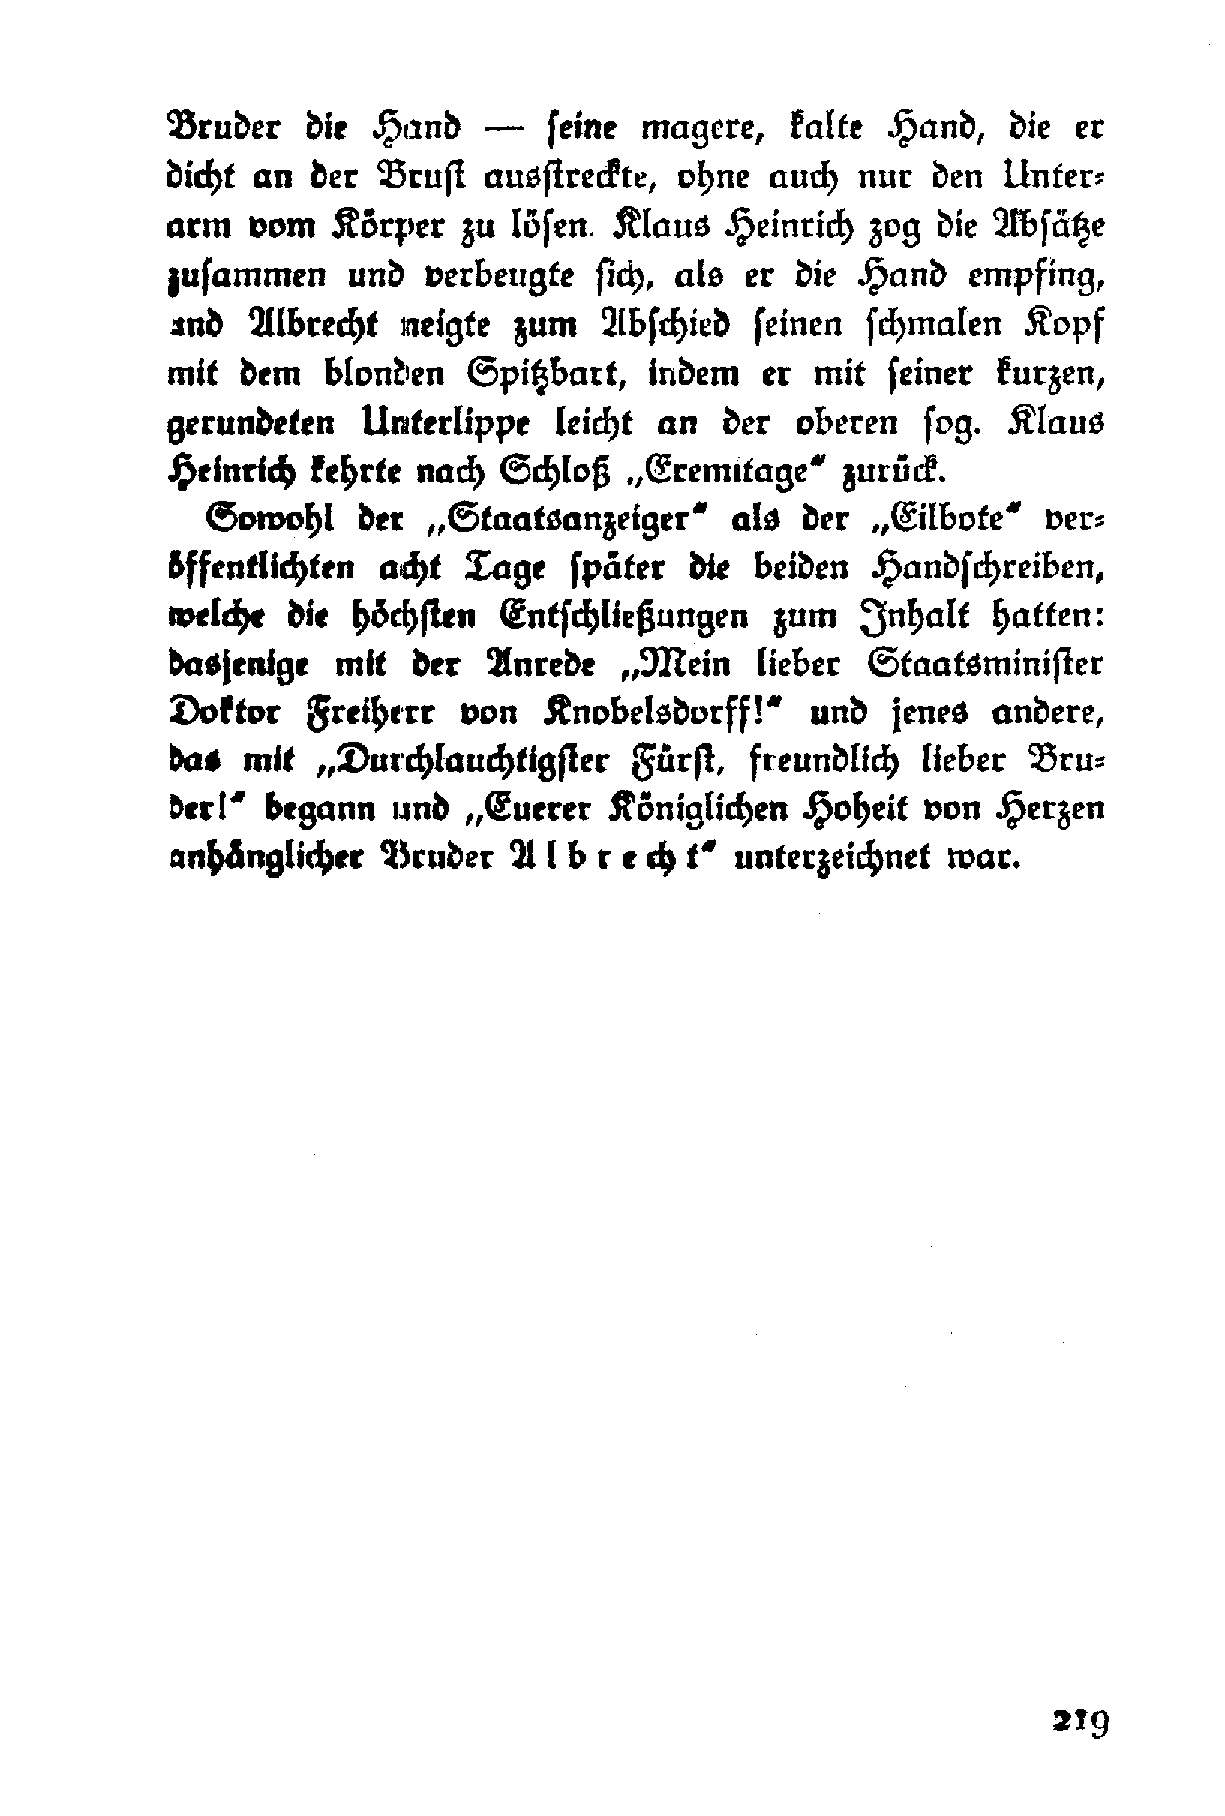 Bruder die Hand — seine magere, kalte Hand, die er
dicht an der Brust ausstreckte, ohne auch nur den Unter-
arm vom Körper zu lösen. Klaus Heinrich zog die Absätze
zusammen und verbeugte sich, als er die Hand empfing,
und Albrecht neigte zum Abschied seinen schmalen Kopf
mit dem blonden Spitzbart, indem er mit seiner kurzen,
gerundeten Unterlippe leicht an der oberen sog. Klaus
Heinrich kehrte nach Schloß „Eremitage“ zurück.
Sowohl der „Staatsanzeiger“ als der „Eilbote“ ver-
öffentlichten acht Tage später die beiden Handschreiben,
welche die höchsten Entschließungen zum Inhalt hatten:
dasjenige mit der Anrede „Mein lieber Staatsminister
Doktor Freiherr von Knobelsdorff!“ und jenes andere,
das mit „Durchlauchtigster Fürst, freundlich lieber Bru-
der!“ begann und „Euerer Königlichen Hoheit von Herzen
anhänglicher Bruder Albrecht“ unterzeichnet war.
219